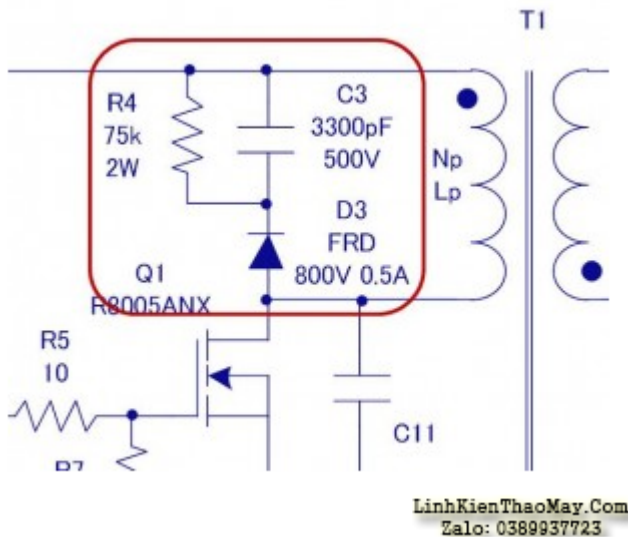 T1
R4
75k
2W
C3
3300pF
500V
Np
Lp
D3
FRD
800V 0.5A
Q1
R8005ANX
R5
10
C11
R7
LinhKienThaoMay.Com
Zalo: 0389937723